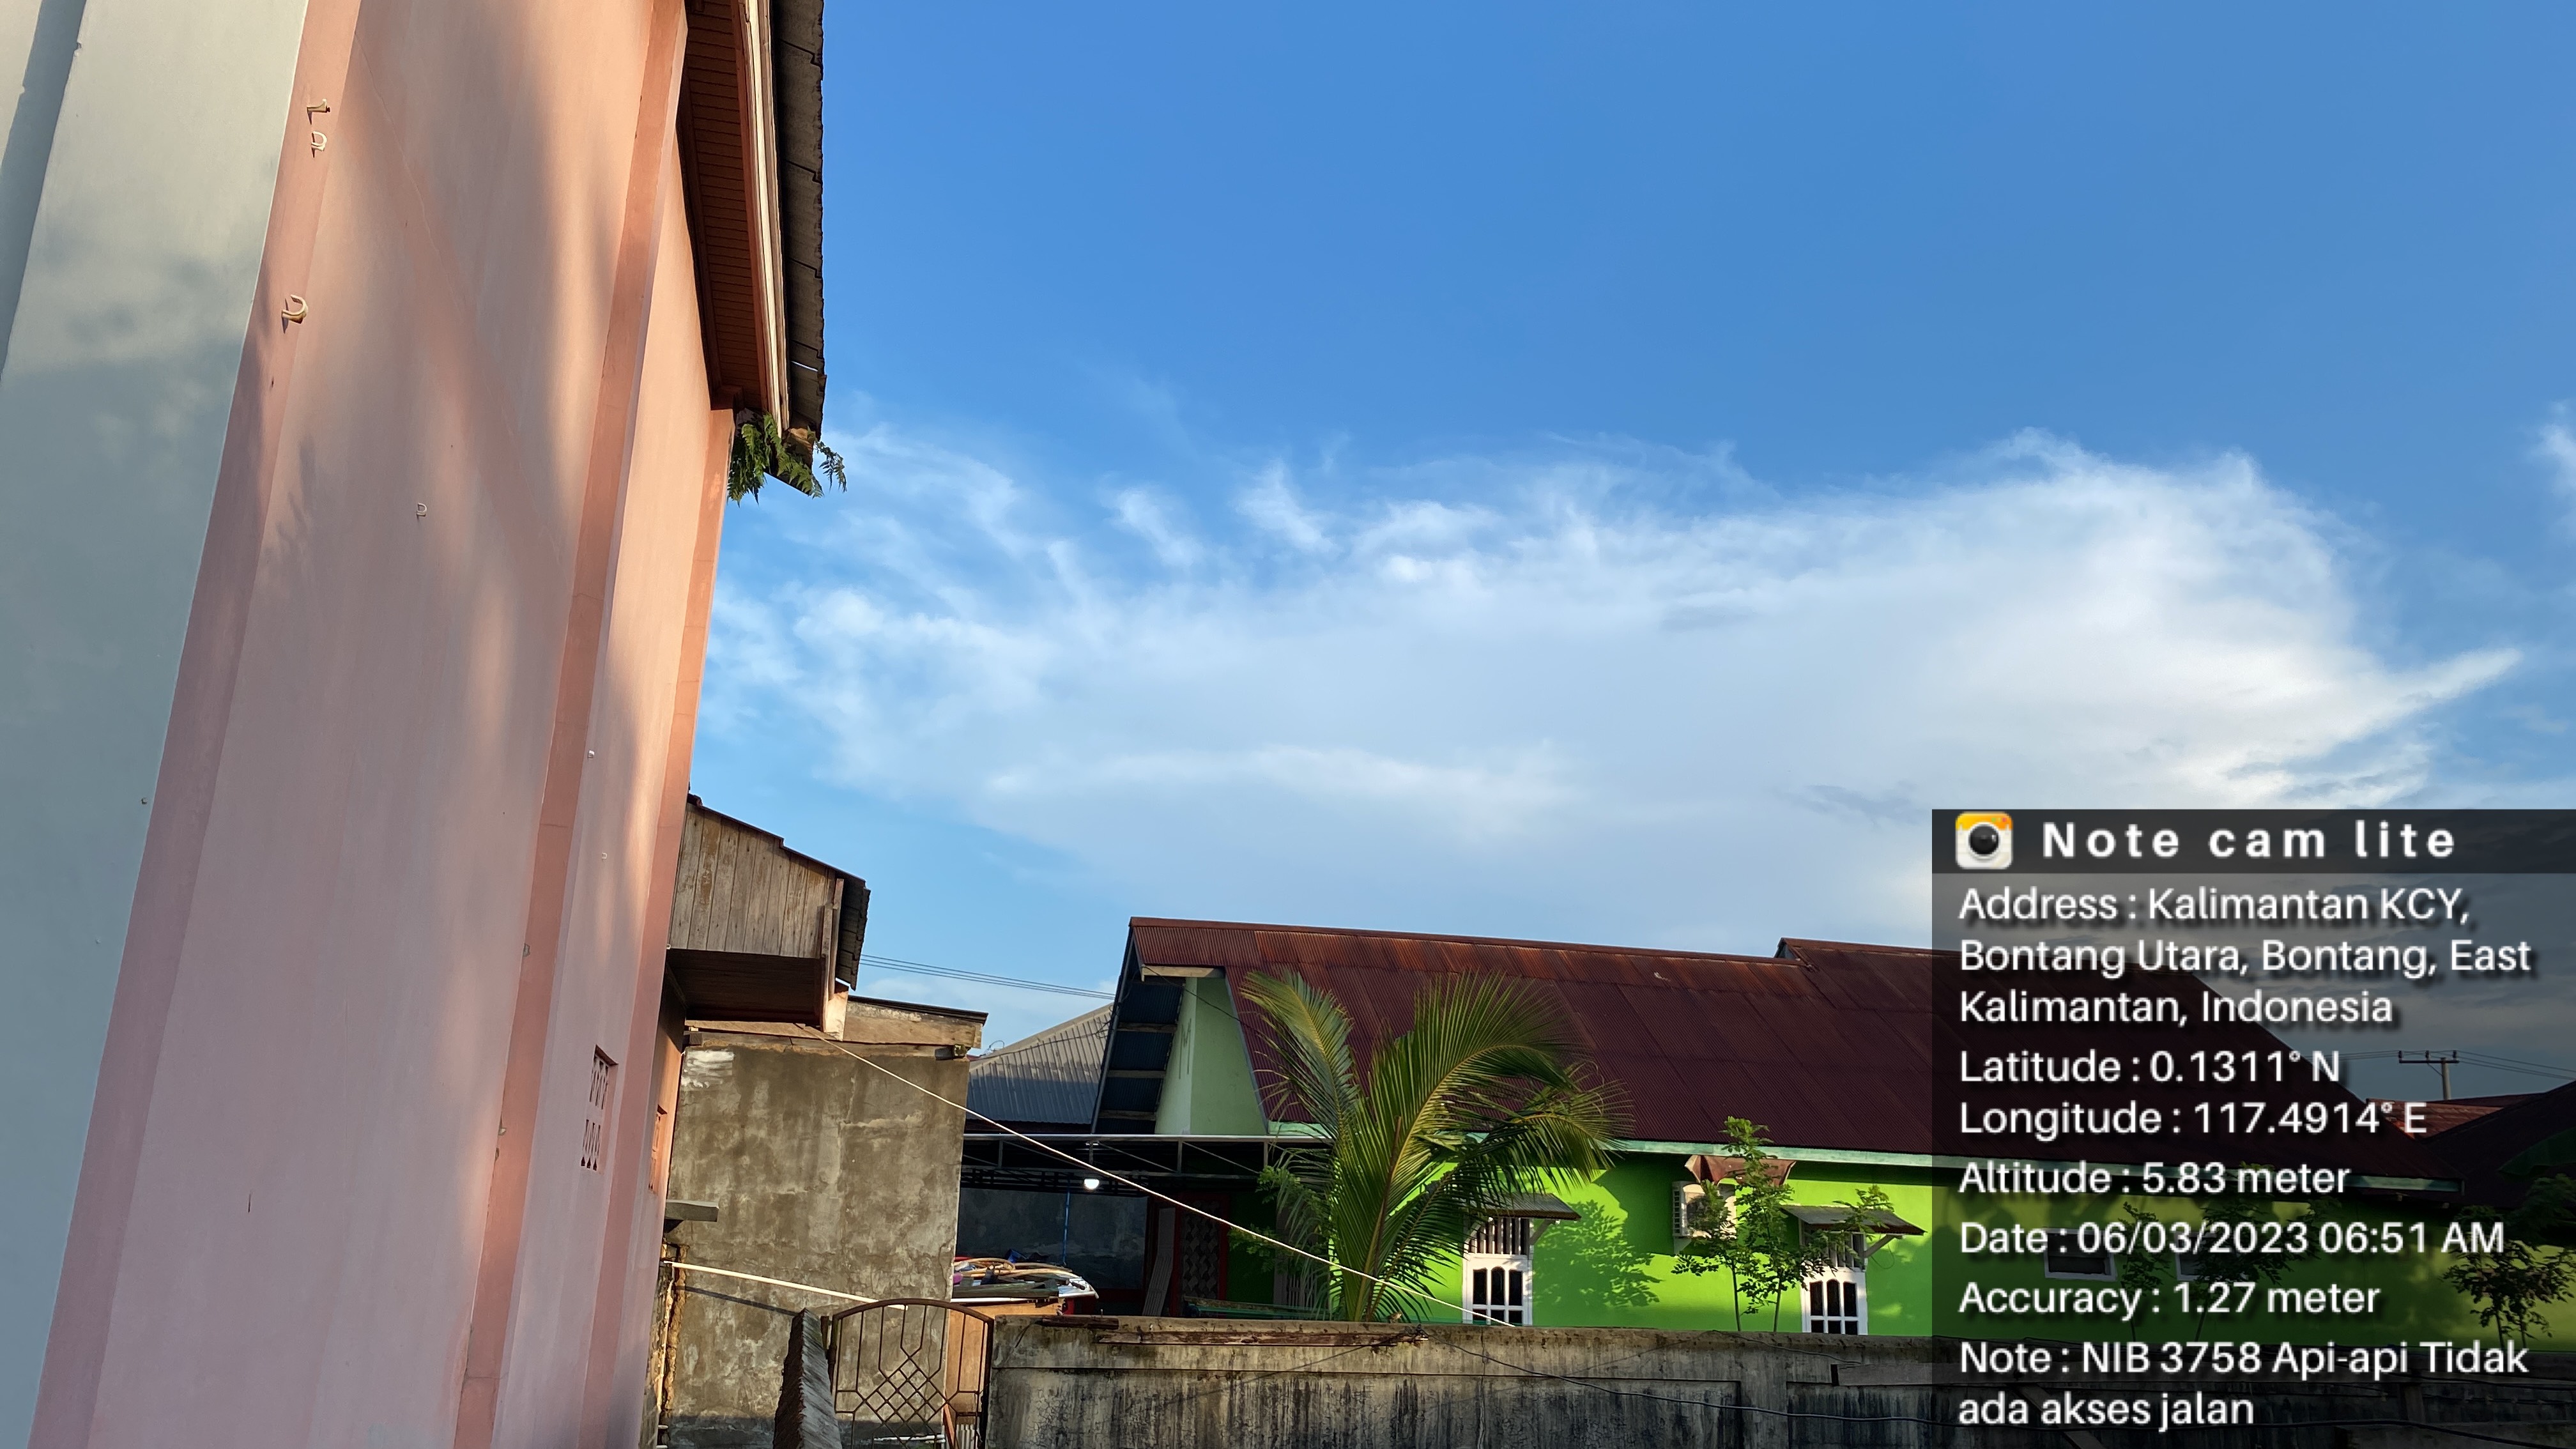 Note cam lite
Address : Kalimantan KCY,
Bontang Utara, Bontang, East
Kalimantan, Indonesia
Latitude : 0.1311° N
Longitude : 117.4914° E
Altitude : 5.83 meter
Date : 06/03/2023 06:51 AM
Accuracy : 1.27 meter
Note : NIB 3758 Api-api Tidak
ada akses jalan